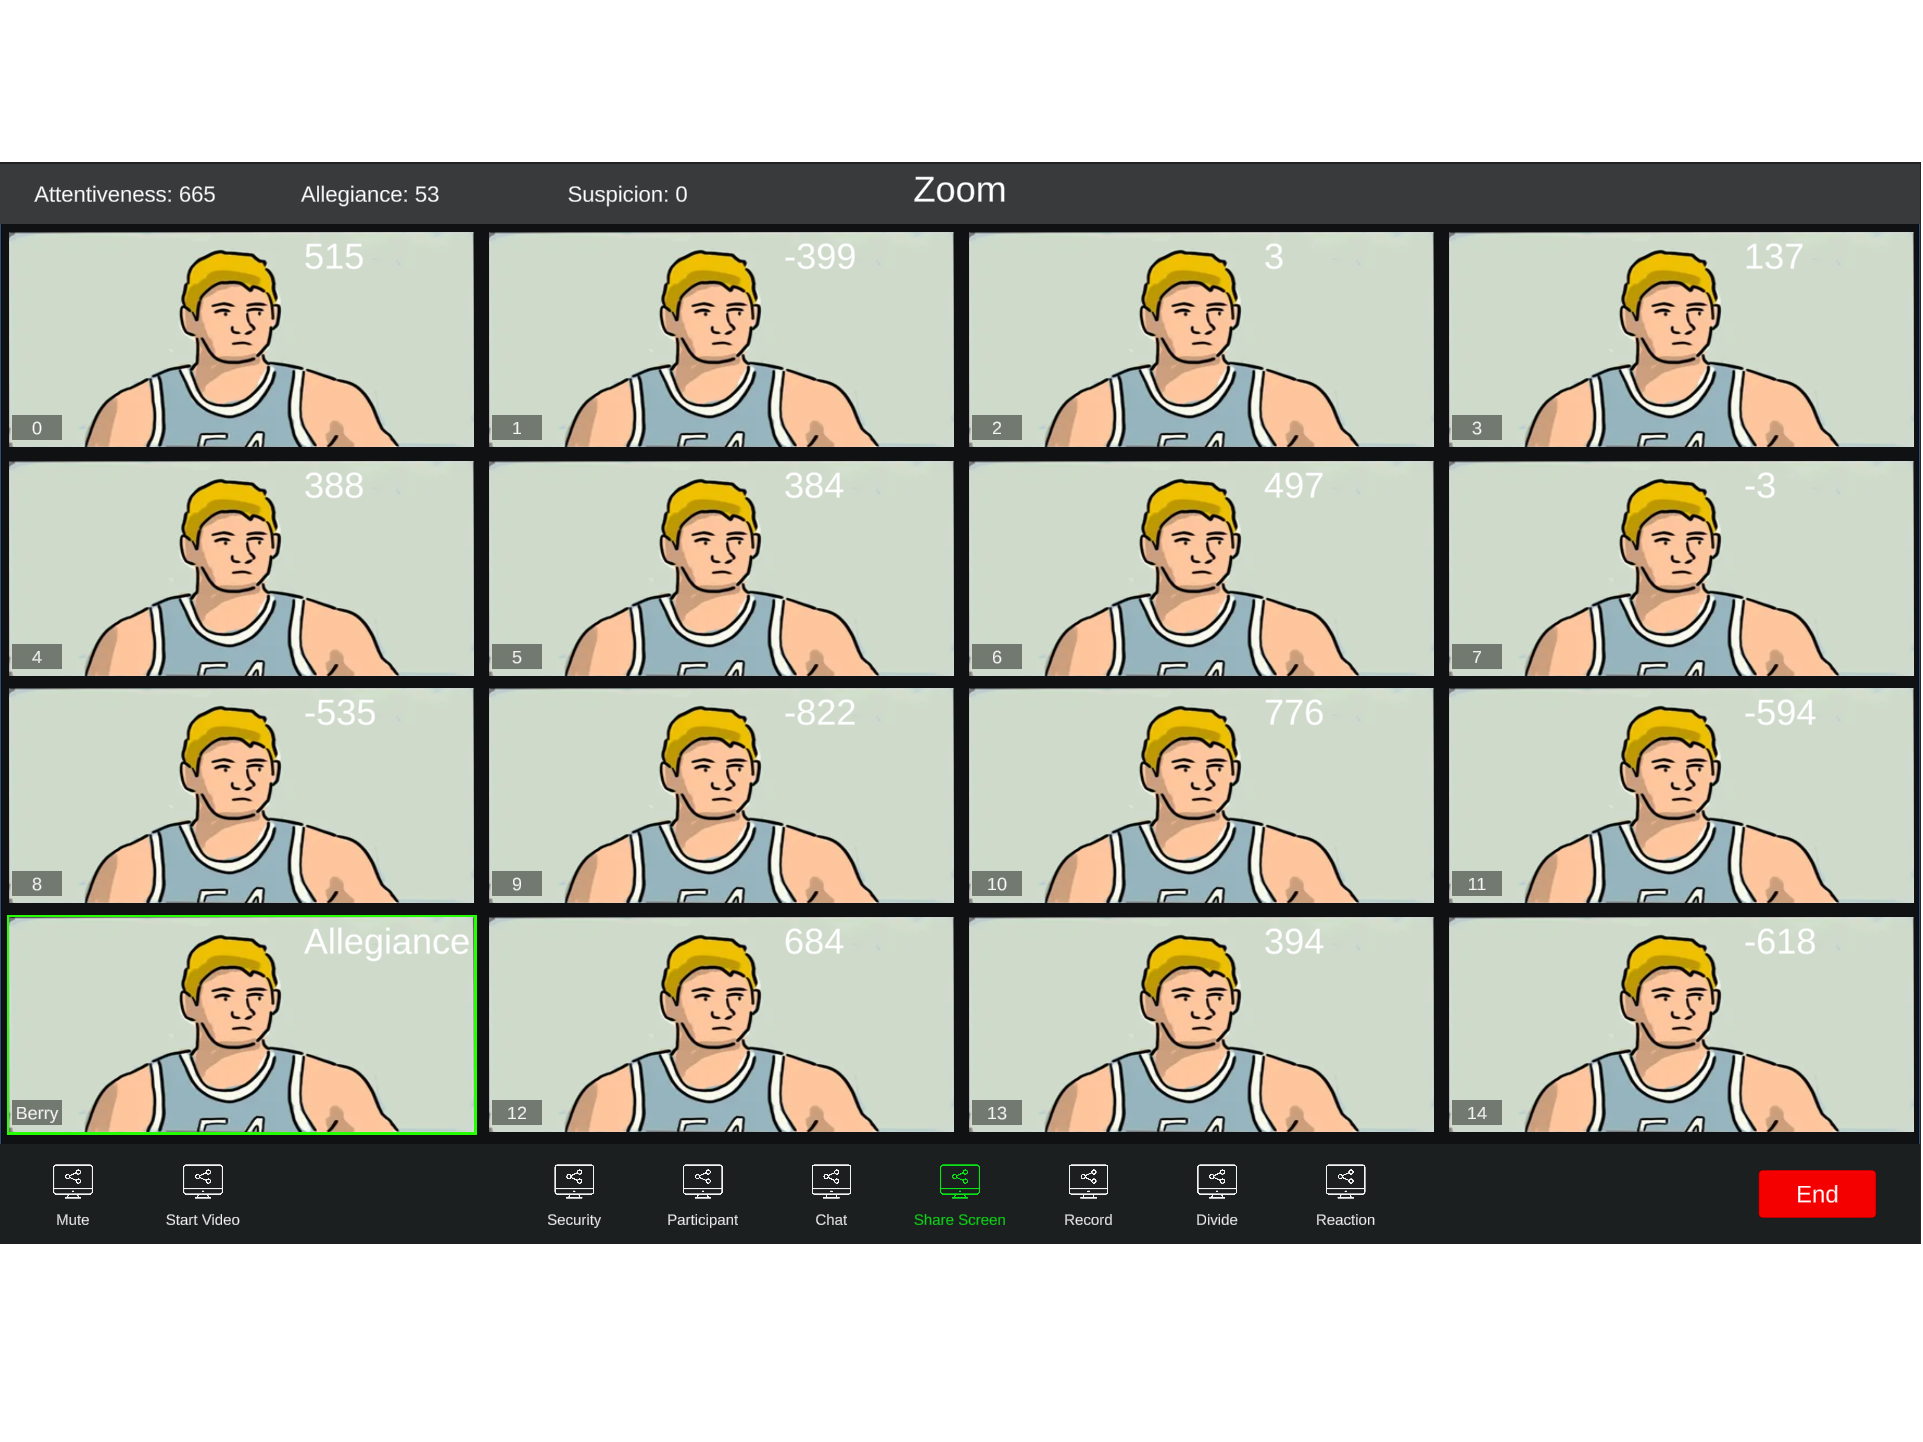 Attentiveness: 665 Allegiance: 53 Suspicion: 0 Zoom
515 -399 3 137
0 1 2 3
388 384 497 -3
4 5 6 7
-535 -822 776 -594
8 9 10 11
Allegiance 684 394 -618
Berry 12 13 14
Mute Start Video Security Participant Chat Share Screen Record Divide Reaction End